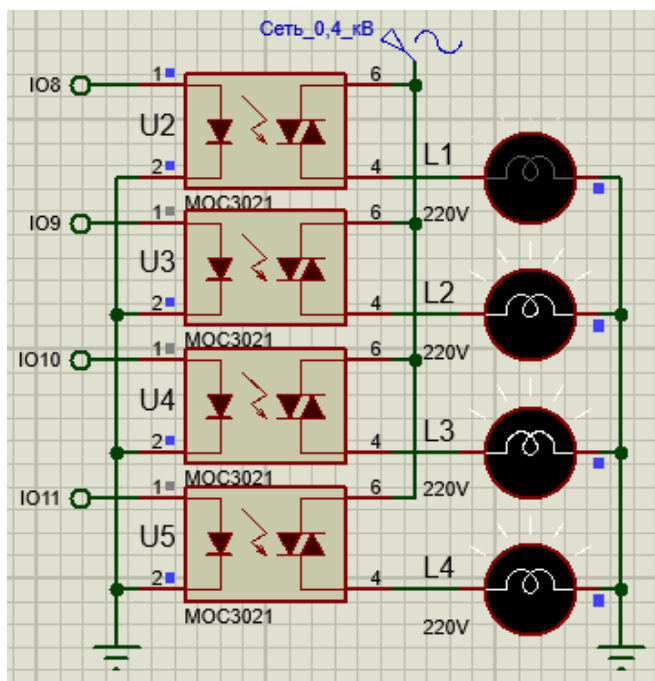 Сеть_0,4_кВ
IO8
1
6
U2
2
4
L1
MOC3021
220V
IO9
1
6
U3
2
4
L2
MOC3021
220V
IO10
1
6
U4
2
4
L3
MOC3021
220V
IO11
1
6
U5
2
4
L4
MOC3021
220V